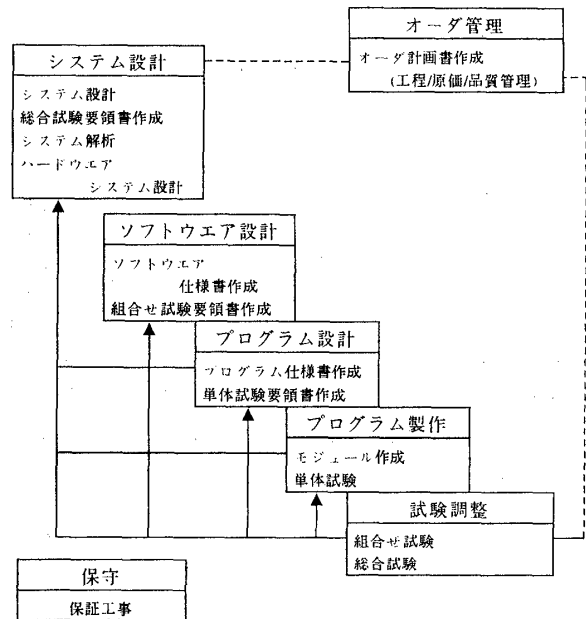 オーダ管理
オーダ計画書作成
(工程/原価/品質管理)
システム設計
システム設計
総合試験要領書作成
システム解析
ハードウエア
システム設計
ソフトウエア設計
ソフトウエア
仕様書作成
組合せ試験要領書作成
プログラム設計
プログラム仕様書作成
単体試験要領書作成
プログラム製作
モジュール作成
単体試験
試験調整
組合せ試験
総合試験
保守
保証工事